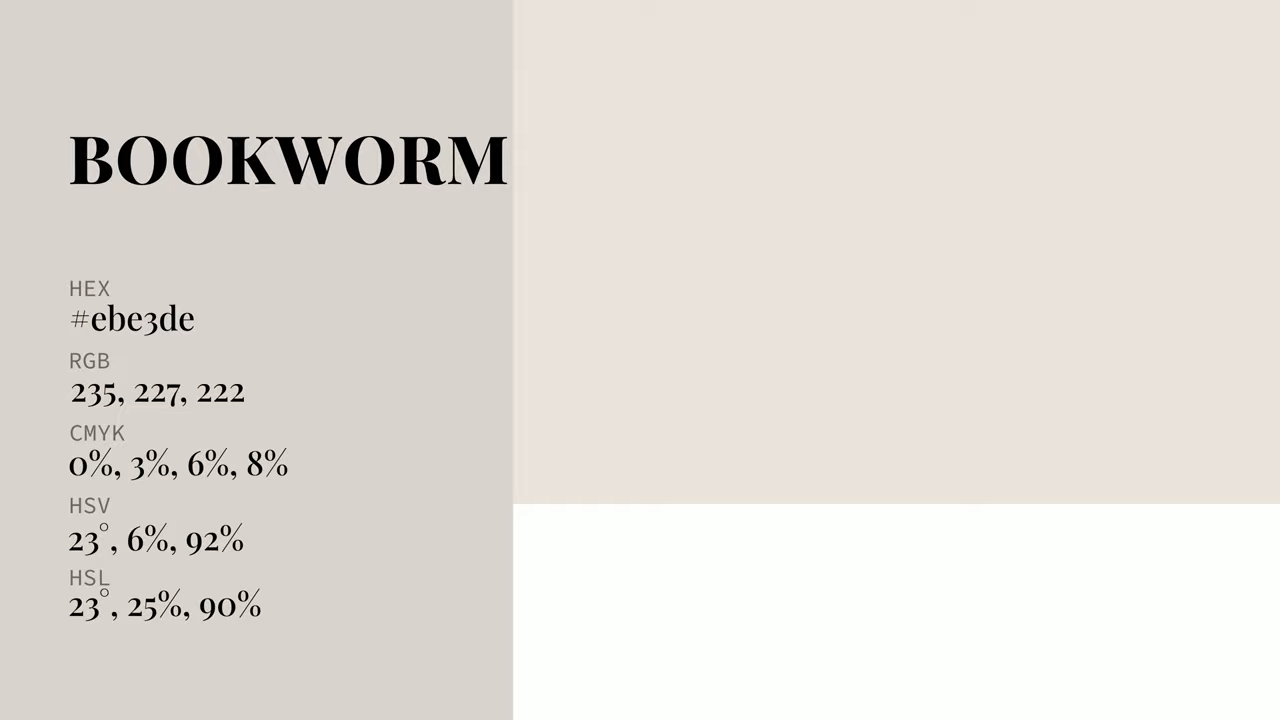 BOOKWORM
HEX
#ebe3de
RGB
235, 227, 222
CMYK
0%, 3%, 6%, 8%
HSV
23°, 6%, 92%
HSL
23°, 25%, 90%